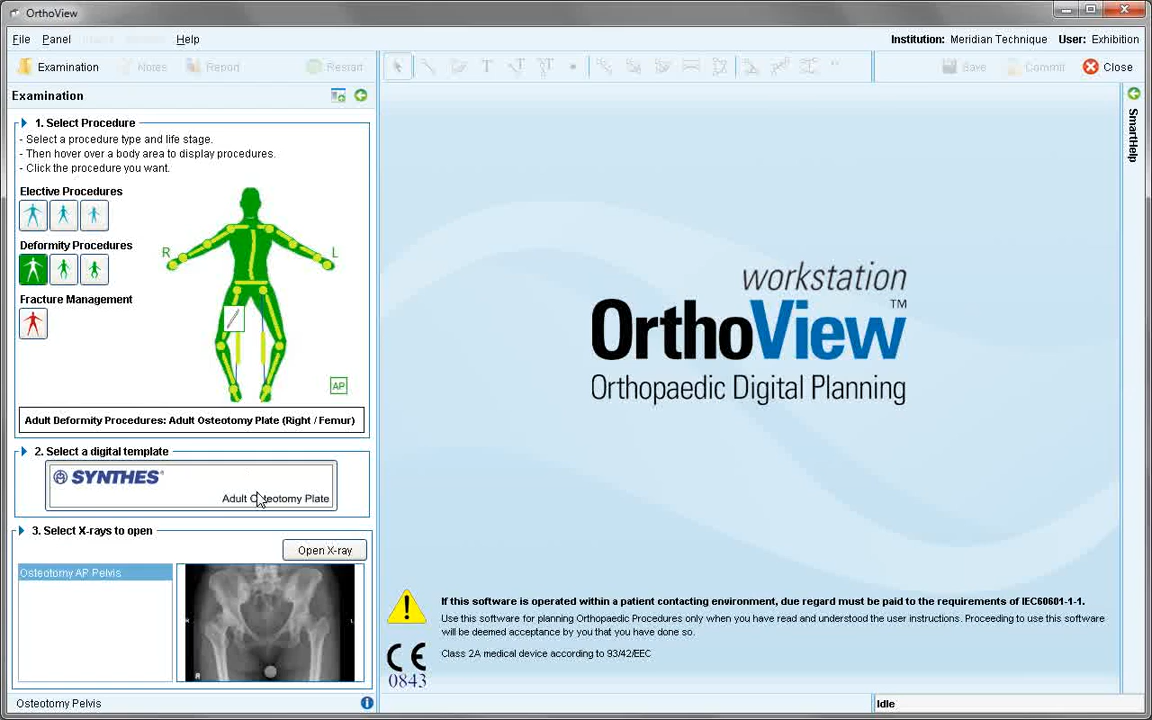 OrthoView
File Panel Help
Institution: Meridian Technique User: Exhibition
Examination Notes Report Restart
Save Commit Close
Examination
1. Select Procedure
- Select a procedure type and life stage.
- Then hover over a body area to display procedures.
- Click the procedure you want.
Elective Procedures
Deformity Procedures
Fracture Management
R L
AP
Adult Deformity Procedures: Adult Osteotomy Plate (Right / Femur)
2. Select a digital template
SYNTHES®
Adult Osteotomy Plate
3. Select X-rays to open
Open X-ray
Osteotomy AP Pelvis
Osteotomy Pelvis
SmartHelp
workstation
OrthoView™
Orthopaedic Digital Planning
If this software is operated within a patient contacting environment, due regard must be paid to the requirements of IEC60601-1-1.
Use this software for planning Orthopaedic Procedures only when you have read and understood the user instructions. Proceeding to use this software
will be deemed acceptance by you that you have done so.
Class 2A medical device according to 93/42/EEC
CE
0843
Idle